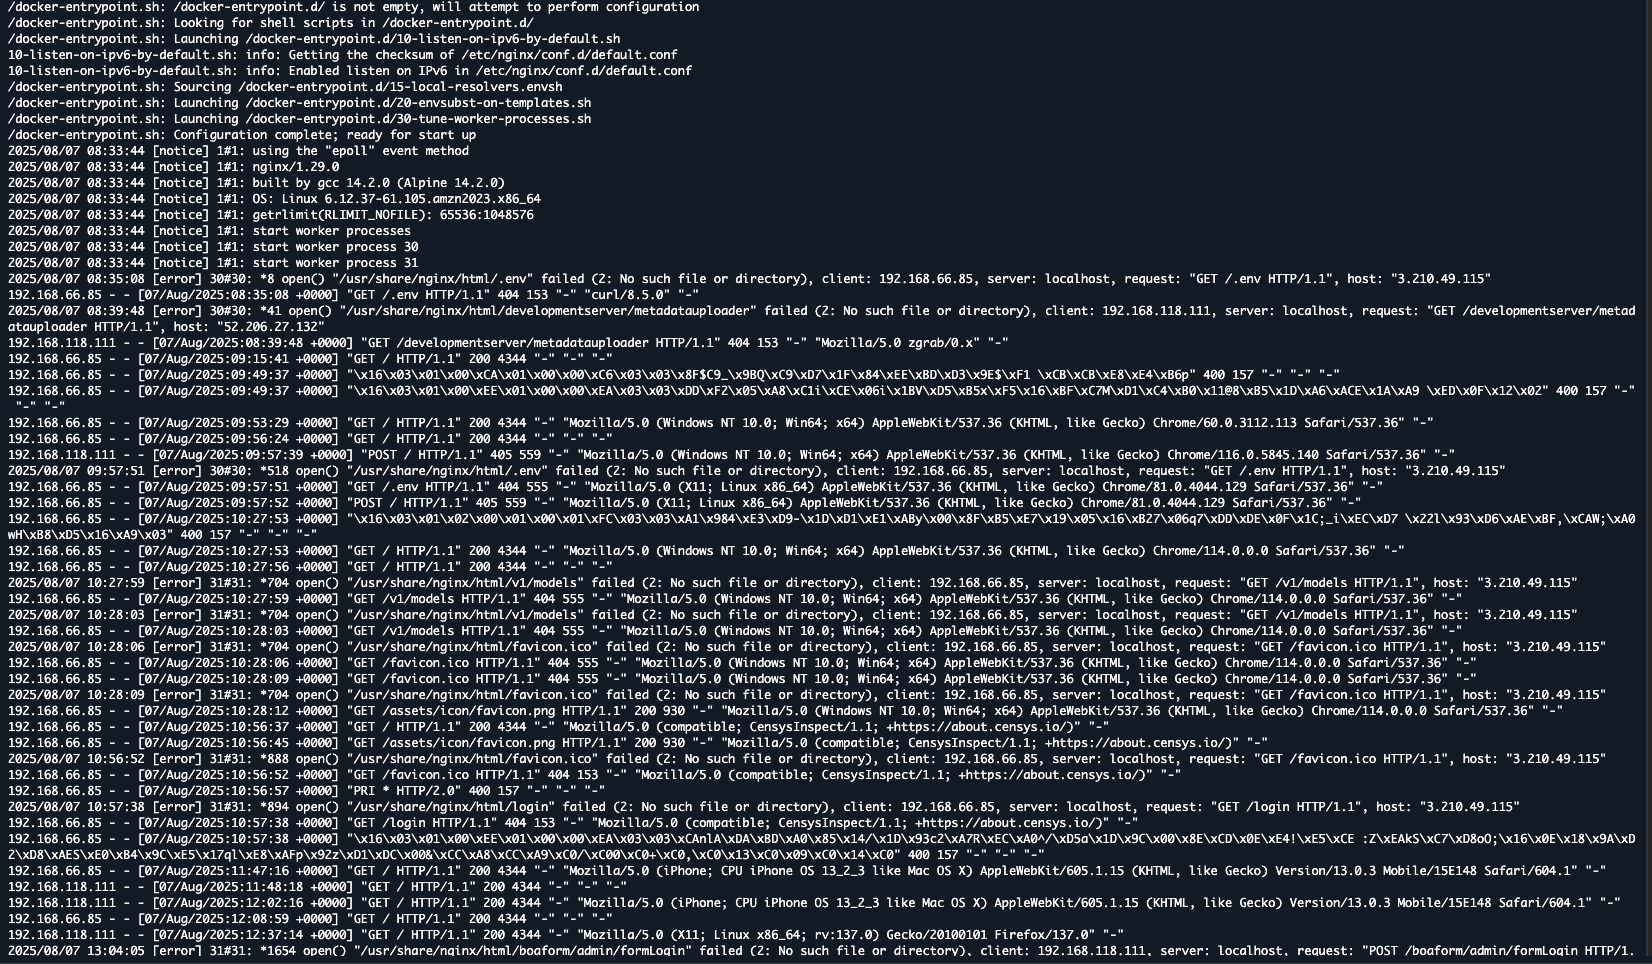 /docker-entrypoint.sh: /docker-entrypoint.d/ is not empty, will attempt to perform configuration
/docker-entrypoint.sh: Looking for shell scripts in /docker-entrypoint.d/
/docker-entrypoint.sh: Launching /docker-entrypoint.d/10-listen-on-ipv6-by-default.sh
10-listen-on-ipv6-by-default.sh: info: Getting the checksum of /etc/nginx/conf.d/default.conf
10-listen-on-ipv6-by-default.sh: info: Enabled listen on IPv6 in /etc/nginx/conf.d/default.conf
/docker-entrypoint.sh: Sourcing /docker-entrypoint.d/15-local-resolvers.envsh
/docker-entrypoint.sh: Launching /docker-entrypoint.d/20-envsubst-on-templates.sh
/docker-entrypoint.sh: Launching /docker-entrypoint.d/30-tune-worker-processes.sh
/docker-entrypoint.sh: Configuration complete; ready for start up
2025/08/07 08:33:44 [notice] 1#1: using the "epoll" event method
2025/08/07 08:33:44 [notice] 1#1: nginx/1.29.0
2025/08/07 08:33:44 [notice] 1#1: built by gcc 14.2.0 (Alpine 14.2.0)
2025/08/07 08:33:44 [notice] 1#1: OS: Linux 6.12.37-61.105.amzn2023.x86_64
2025/08/07 08:33:44 [notice] 1#1: getrlimit(RLIMIT_NOFILE): 65536:1048576
2025/08/07 08:33:44 [notice] 1#1: start worker processes
2025/08/07 08:33:44 [notice] 1#1: start worker process 30
2025/08/07 08:33:44 [notice] 1#1: start worker process 31
2025/08/07 08:35:08 [error] 30#30: *8 open() "/usr/share/nginx/html/.env" failed (2: No such file or directory), client: 192.168.66.85, server: localhost, request: "GET /.env HTTP/1.1", host: "3.210.49.115"
192.168.66.85 - - [07/Aug/2025:08:35:08 +0000] "GET /.env HTTP/1.1" 404 153 "-" "curl/8.5.0" "-"
2025/08/07 08:39:48 [error] 30#30: *41 open() "/usr/share/nginx/html/developmentserver/metadatauploader" failed (2: No such file or directory), client: 192.168.118.111, server: localhost, request: "GET /developmentserver/metad
atauploader HTTP/1.1", host: "52.206.27.132"
192.168.118.111 - - [07/Aug/2025:08:39:48 +0000] "GET /developmentserver/metadatauploader HTTP/1.1" 404 153 "-" "Mozilla/5.0 zgrab/0.x" "-"
192.168.66.85 - - [07/Aug/2025:09:15:41 +0000] "GET / HTTP/1.1" 200 4344 "-" "-" "-"
192.168.66.85 - - [07/Aug/2025:09:49:37 +0000] "\x16\x03\x01\x00\xCA\x01\x00\x00\xC6\x03\x03\x8F$C9_\x9BQ\xC9\xD7\x1F\x84\xEE\xBD\xD3\x9E$\xF1 \xCB\xCB\xE8\xE4\xB6p" 400 157 "-" "-" "-"
192.168.66.85 - - [07/Aug/2025:09:49:37 +0000] "\x16\x03\x01\x00\xEE\x01\x00\x00\xEA\x03\x03\xDD\xF2\x05\xA8\xC1i\xCE\x06i\x1BV\xD5\xB5x\xF5\x16\xBF\xC7M\xD1\xC4\xB0\x11@8\xB5\x1D\xA6\xACE\x1A\xA9 \xED\x0F\x12\x02" 400 157 "-"
"-" "-"
192.168.66.85 - - [07/Aug/2025:09:53:29 +0000] "GET / HTTP/1.1" 200 4344 "-" "Mozilla/5.0 (Windows NT 10.0; Win64; x64) AppleWebKit/537.36 (KHTML, like Gecko) Chrome/60.0.3112.113 Safari/537.36" "-"
192.168.66.85 - - [07/Aug/2025:09:56:24 +0000] "GET / HTTP/1.1" 200 4344 "-" "-" "-"
192.168.118.111 - - [07/Aug/2025:09:57:39 +0000] "POST / HTTP/1.1" 405 559 "-" "Mozilla/5.0 (Windows NT 10.0; Win64; x64) AppleWebKit/537.36 (KHTML, like Gecko) Chrome/116.0.5845.140 Safari/537.36" "-"
2025/08/07 09:57:51 [error] 30#30: *518 open() "/usr/share/nginx/html/.env" failed (2: No such file or directory), client: 192.168.66.85, server: localhost, request: "GET /.env HTTP/1.1", host: "3.210.49.115"
192.168.66.85 - - [07/Aug/2025:09:57:51 +0000] "GET /.env HTTP/1.1" 404 555 "-" "Mozilla/5.0 (X11; Linux x86_64) AppleWebKit/537.36 (KHTML, like Gecko) Chrome/81.0.4044.129 Safari/537.36" "-"
192.168.66.85 - - [07/Aug/2025:09:57:52 +0000] "POST / HTTP/1.1" 405 559 "-" "Mozilla/5.0 (X11; Linux x86_64) AppleWebKit/537.36 (KHTML, like Gecko) Chrome/81.0.4044.129 Safari/537.36" "-"
192.168.66.85 - - [07/Aug/2025:10:27:53 +0000] "\x16\x03\x01\x02\x00\x01\x00\x01\xFC\x03\x03\xA1\x984\xE3\xD9-\x1D\xD1\xE1\xABy\x00\x8F\xB5\xE7\x19\x05\x16\xB27\x06q7\xDD\xDE\x0F\x1C;_i\xEC\xD7 \x22l\x93\xD6\xAE\xBF,\xCAW;\xA0
wH\xB8\xD5\x16\xA9\x03" 400 157 "-" "-" "-"
192.168.66.85 - - [07/Aug/2025:10:27:53 +0000] "GET / HTTP/1.1" 200 4344 "-" "Mozilla/5.0 (Windows NT 10.0; Win64; x64) AppleWebKit/537.36 (KHTML, like Gecko) Chrome/114.0.0.0 Safari/537.36" "-"
192.168.66.85 - - [07/Aug/2025:10:27:56 +0000] "GET / HTTP/1.1" 200 4344 "-" "-" "-"
2025/08/07 10:27:59 [error] 31#31: *704 open() "/usr/share/nginx/html/v1/models" failed (2: No such file or directory), client: 192.168.66.85, server: localhost, request: "GET /v1/models HTTP/1.1", host: "3.210.49.115"
192.168.66.85 - - [07/Aug/2025:10:27:59 +0000] "GET /v1/models HTTP/1.1" 404 555 "-" "Mozilla/5.0 (Windows NT 10.0; Win64; x64) AppleWebKit/537.36 (KHTML, like Gecko) Chrome/114.0.0.0 Safari/537.36" "-"
2025/08/07 10:28:03 [error] 31#31: *704 open() "/usr/share/nginx/html/v1/models" failed (2: No such file or directory), client: 192.168.66.85, server: localhost, request: "GET /v1/models HTTP/1.1", host: "3.210.49.115"
192.168.66.85 - - [07/Aug/2025:10:28:03 +0000] "GET /v1/models HTTP/1.1" 404 555 "-" "Mozilla/5.0 (Windows NT 10.0; Win64; x64) AppleWebKit/537.36 (KHTML, like Gecko) Chrome/114.0.0.0 Safari/537.36" "-"
2025/08/07 10:28:06 [error] 31#31: *704 open() "/usr/share/nginx/html/favicon.ico" failed (2: No such file or directory), client: 192.168.66.85, server: localhost, request: "GET /favicon.ico HTTP/1.1", host: "3.210.49.115"
192.168.66.85 - - [07/Aug/2025:10:28:06 +0000] "GET /favicon.ico HTTP/1.1" 404 555 "-" "Mozilla/5.0 (Windows NT 10.0; Win64; x64) AppleWebKit/537.36 (KHTML, like Gecko) Chrome/114.0.0.0 Safari/537.36" "-"
192.168.66.85 - - [07/Aug/2025:10:28:09 +0000] "GET /favicon.ico HTTP/1.1" 404 555 "-" "Mozilla/5.0 (Windows NT 10.0; Win64; x64) AppleWebKit/537.36 (KHTML, like Gecko) Chrome/114.0.0.0 Safari/537.36" "-"
2025/08/07 10:28:09 [error] 31#31: *704 open() "/usr/share/nginx/html/favicon.ico" failed (2: No such file or directory), client: 192.168.66.85, server: localhost, request: "GET /favicon.ico HTTP/1.1", host: "3.210.49.115"
192.168.66.85 - - [07/Aug/2025:10:28:12 +0000] "GET /assets/icon/favicon.png HTTP/1.1" 200 930 "-" "Mozilla/5.0 (Windows NT 10.0; Win64; x64) AppleWebKit/537.36 (KHTML, like Gecko) Chrome/114.0.0.0 Safari/537.36" "-"
192.168.66.85 - - [07/Aug/2025:10:56:37 +0000] "GET / HTTP/1.1" 200 4344 "-" "Mozilla/5.0 (compatible; CensysInspect/1.1; +https://about.censys.io/)" "-"
192.168.66.85 - - [07/Aug/2025:10:56:45 +0000] "GET /assets/icon/favicon.png HTTP/1.1" 200 930 "-" "Mozilla/5.0 (compatible; CensysInspect/1.1; +https://about.censys.io/)" "-"
2025/08/07 10:56:52 [error] 31#31: *888 open() "/usr/share/nginx/html/favicon.ico" failed (2: No such file or directory), client: 192.168.66.85, server: localhost, request: "GET /favicon.ico HTTP/1.1", host: "3.210.49.115"
192.168.66.85 - - [07/Aug/2025:10:56:52 +0000] "GET /favicon.ico HTTP/1.1" 404 153 "-" "Mozilla/5.0 (compatible; CensysInspect/1.1; +https://about.censys.io/)" "-"
192.168.66.85 - - [07/Aug/2025:10:56:57 +0000] "PRI * HTTP/2.0" 400 157 "-" "-" "-"
2025/08/07 10:57:38 [error] 31#31: *894 open() "/usr/share/nginx/html/login" failed (2: No such file or directory), client: 192.168.66.85, server: localhost, request: "GET /login HTTP/1.1", host: "3.210.49.115"
192.168.66.85 - - [07/Aug/2025:10:57:38 +0000] "GET /login HTTP/1.1" 404 153 "-" "Mozilla/5.0 (compatible; CensysInspect/1.1; +https://about.censys.io/)" "-"
192.168.66.85 - - [07/Aug/2025:10:57:38 +0000] "\x16\x03\x01\x00\xEE\x01\x00\x00\xEA\x03\x03\xCAnlA\xDA\xBD\xA0\x85\x14/\x1D\x93c2\xA7R\xEC\xA0^/\xD5a\x1D\x9C\x00\x8E\xCD\x0E\xE4!\xE5\xCE :Z\xEAkS\xC7\xD8oO;\x16\x0E\x18\x9A\xD
2\xD8\xAES\xE0\xB4\x9C\xE5\x17ql\xE8\xAFp\x92z\xD1\xDC\x00&\xCC\xA8\xCC\xA9\xC0/\xC00\xC0+\xC0,\xC0\x13\xC0\x09\xC0\x14\xC0" 400 157 "-" "-" "-"
192.168.66.85 - - [07/Aug/2025:11:47:16 +0000] "GET / HTTP/1.1" 200 4344 "-" "Mozilla/5.0 (iPhone; CPU iPhone OS 13_2_3 like Mac OS X) AppleWebKit/605.1.15 (KHTML, like Gecko) Version/13.0.3 Mobile/15E148 Safari/604.1" "-"
192.168.118.111 - - [07/Aug/2025:11:48:18 +0000] "GET / HTTP/1.1" 200 4344 "-" "-" "-"
192.168.118.111 - - [07/Aug/2025:12:02:16 +0000] "GET / HTTP/1.1" 200 4344 "-" "Mozilla/5.0 (iPhone; CPU iPhone OS 13_2_3 like Mac OS X) AppleWebKit/605.1.15 (KHTML, like Gecko) Version/13.0.3 Mobile/15E148 Safari/604.1" "-"
192.168.66.85 - - [07/Aug/2025:12:08:59 +0000] "GET / HTTP/1.1" 200 4344 "-" "-" "-"
192.168.118.111 - - [07/Aug/2025:12:37:14 +0000] "GET / HTTP/1.1" 200 4344 "-" "Mozilla/5.0 (X11; Linux x86_64; rv:137.0) Gecko/20100101 Firefox/137.0" "-"
2025/08/07 13:04:05 [error] 31#31: *1654 open() "/usr/share/nginx/html/boaform/admin/formLogin" failed (2: No such file or directory), client: 192.168.118.111, server: localhost, request: "POST /boaform/admin/formLogin HTTP/1.